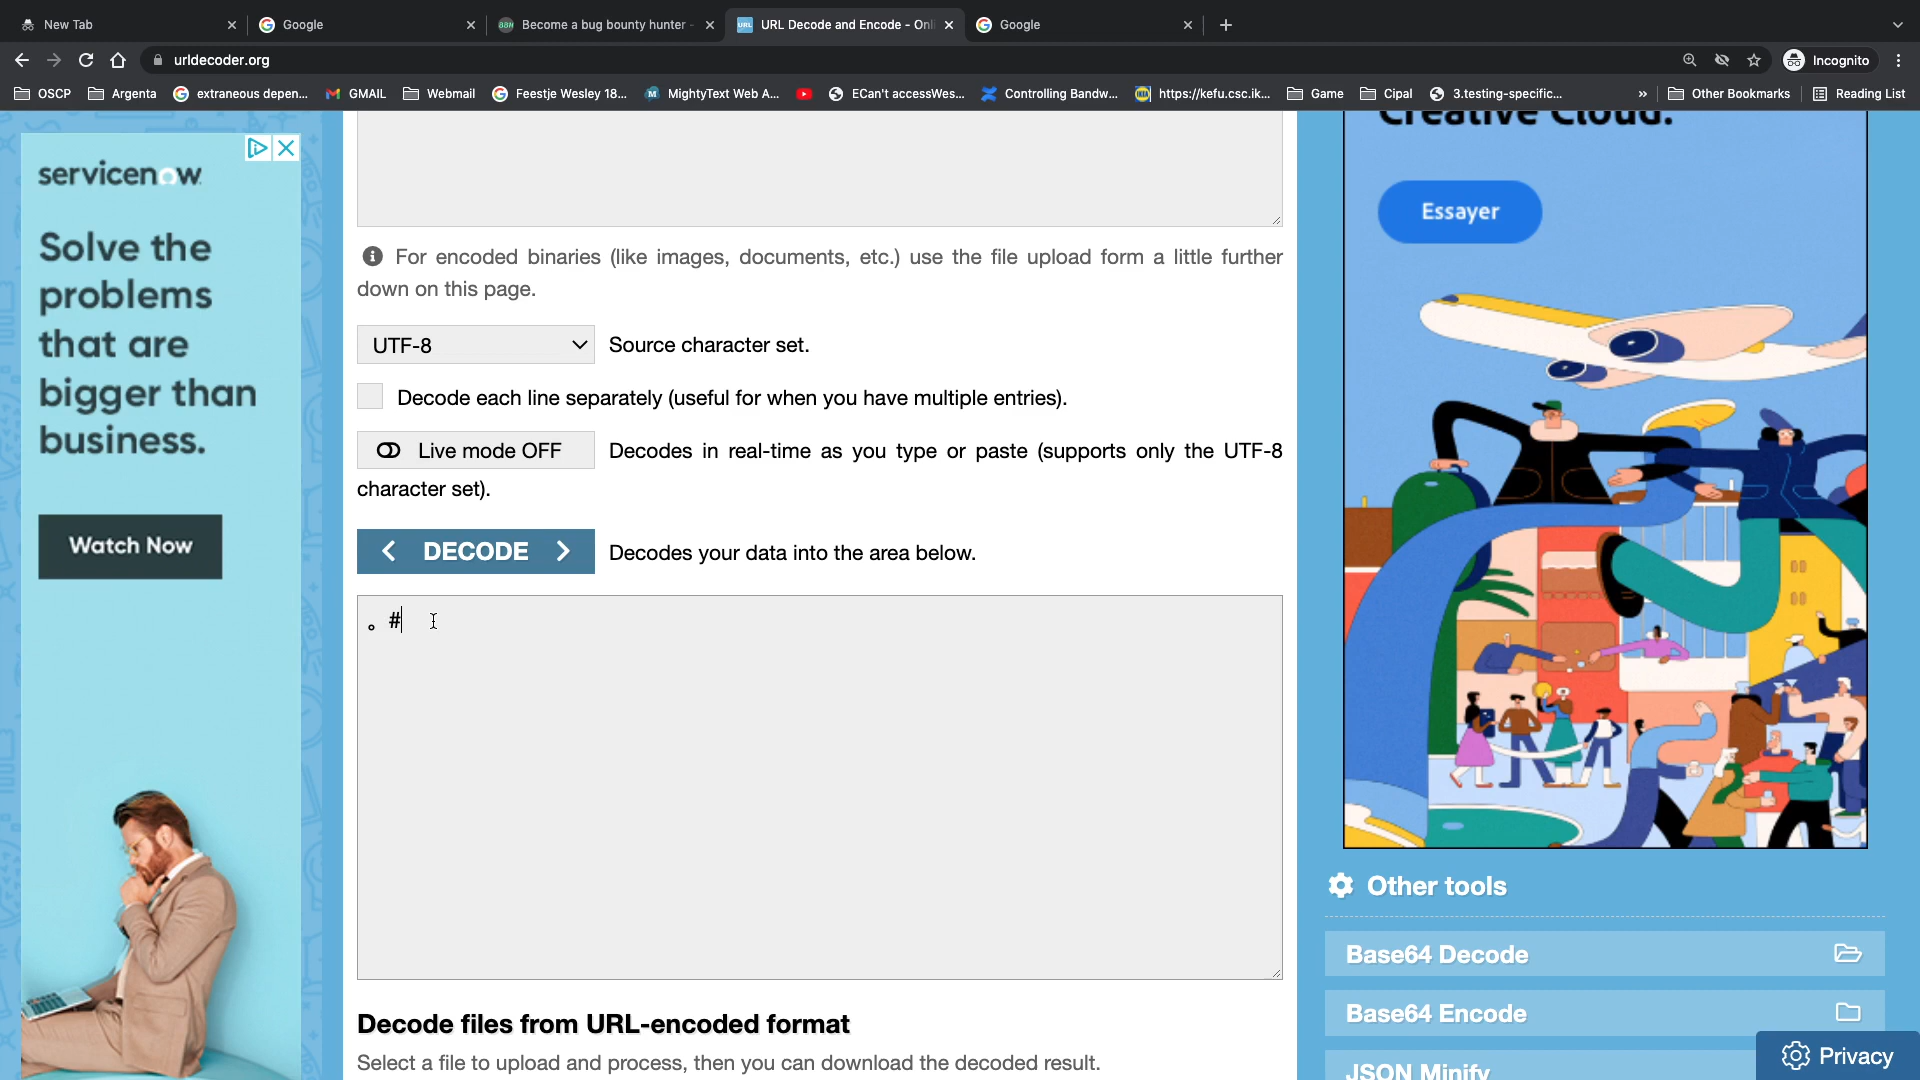 New Tab
Google
Become a bug bounty hunter -
URL Decode and Encode - Onl
Google
urldecoder.org
Incognito
OSCP
Argenta
extraneous depen...
GMAIL
Webmail
Feestje Wesley 18...
MightyText Web A...
ECan't accessWes...
Controlling Bandw...
https://kefu.csc.ik...
Game
Cipal
3.testing-specific...
»
Other Bookmarks
Reading List
servicenow
Solve the
problems
that are
bigger than
business.
Watch Now
For encoded binaries (like images, documents, etc.) use the file upload form a little further
down on this page.
UTF-8
Source character set.
Decode each line separately (useful for when you have multiple entries).
Live mode OFF
Decodes in real-time as you type or paste (supports only the UTF-8
character set).
DECODE
Decodes your data into the area below.
。#
Decode files from URL-encoded format
Select a file to upload and process, then you can download the decoded result.
Creative Cloud.
Essayer
Other tools
Base64 Decode
Base64 Encode
JSON Minify
Privacy